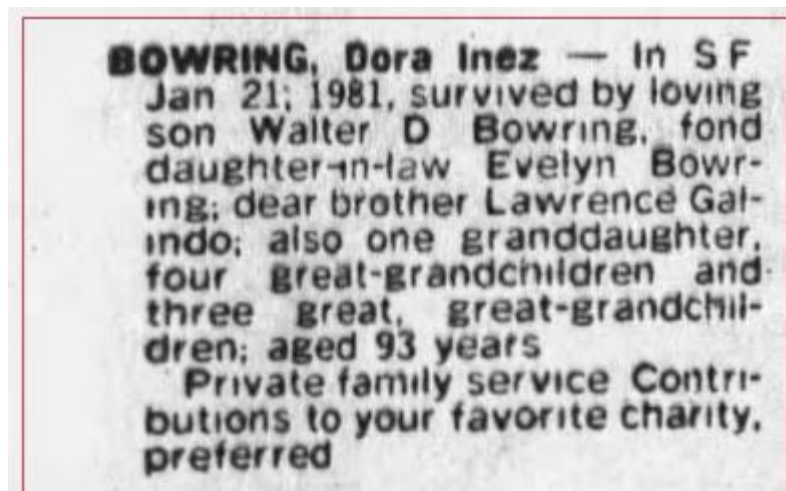 BOWRING, Dora Inez — In S F
Jan 21, 1981, survived by loving
son Walter D Bowring, fond
daughter-in-law Evelyn Bowr-
ing; dear brother Lawrence Gal-
indo; also one granddaughter,
four great-grandchildren and
three great, great-grandchil-
dren; aged 93 years
Private family service Contri-
butions to your favorite charity,
preferred